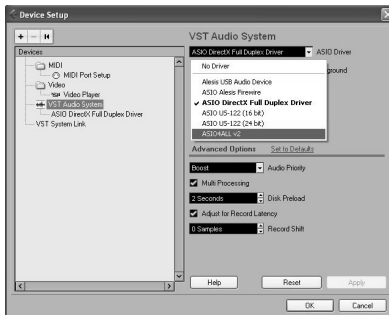 Device Setup
+ - |◀
Devices
MIDI
MIDI Port Setup
Video
Video Player
VST Audio System
ASIO DirectX Full Duplex Driver
VST System Link
VST Audio System
ASIO DirectX Full Duplex Driver
ASIO Driver
No Driver
ground
Alesis USB Audio Device
ASIO Alesis Firewire
ASIO DirectX Full Duplex Driver
ASIO US-122 (16 bit)
ASIO US-122 (24 bit)
ASIO4ALL v2
Advanced Options Set to Defaults
Boost Audio Priority
Multi Processing
2 Seconds Disk Preload
Adjust for Record Latency
0 Samples Record Shift
Help Reset Apply
OK Cancel